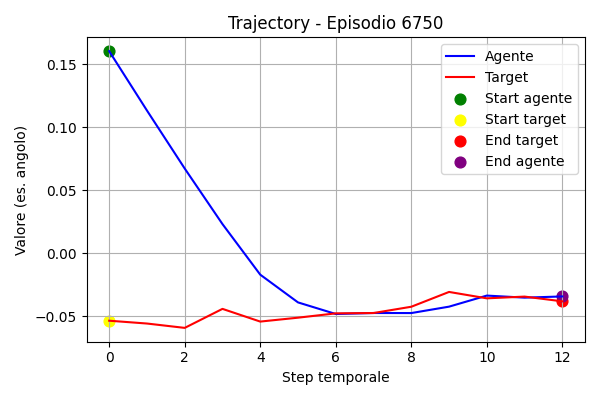 Trajectory - Episodio 6750
Agente
Target
Start agente
Start target
End target
End agente
Valore (es. angolo)
0.15
0.10
0.05
0.00
−0.05
0 2 4 6 8 10 12
Step temporale